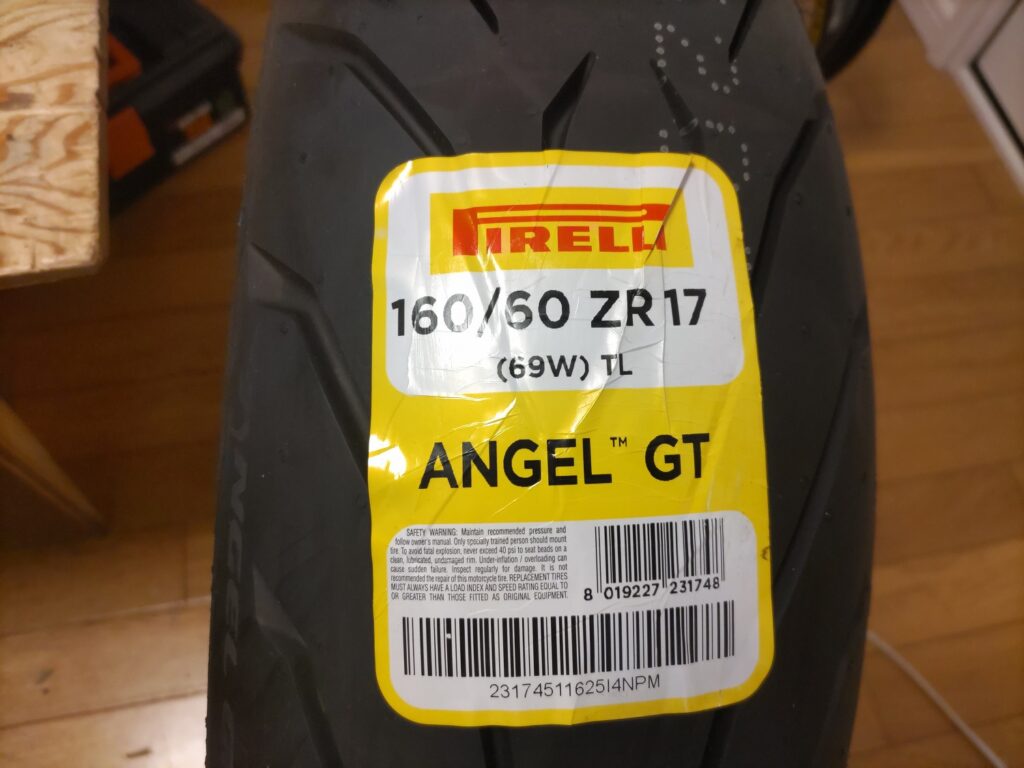 PIRELLI
160/60 ZR 17
(69W) TL
ANGEL™ GT
SAFETY WARNING: Maintain recommended pressure and
follow owner's manual. Only specially trained person should mount
tire. To avoid fatal explosion, never exceed 40 psi to seat beads on a
clean, lubricated, undamaged rim. Under-inflation / overloading can
cause sudden failure. Inspect regularly for damage. It is not
recommended the repair of this motorcycle tire. REPLACEMENT TIRES
MUST ALWAYS HAVE A LOAD INDEX AND SPEED RATING EQUAL TO
OR GREATER THAN THOSE FITTED AS ORIGINAL EQUIPMENT.
8 019227 231748
23174511625I4NPM
ANGEL